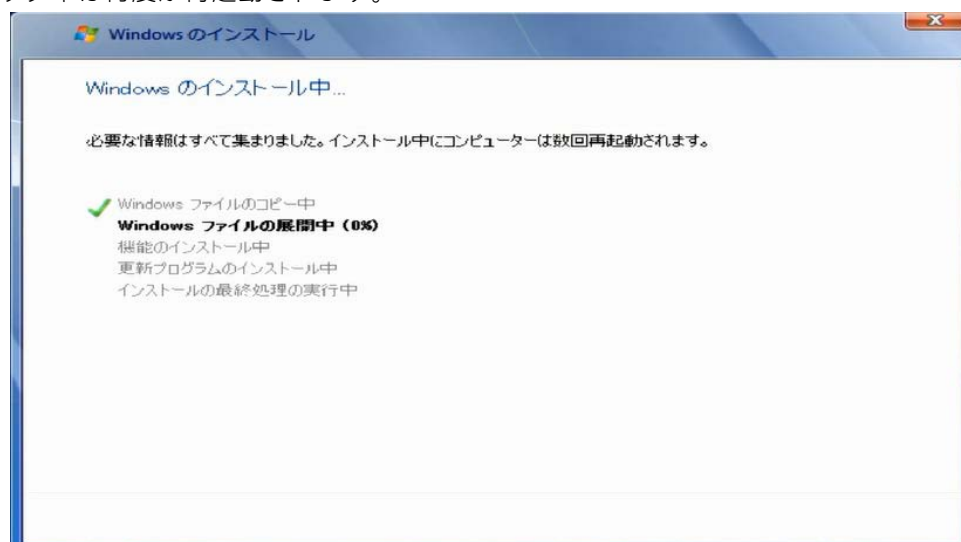 Windows のインストール
Windows のインストール中...
必要な情報はすべて集まりました。インストール中にコンピューターは数回再起動されます。
Windows ファイルのコピー中
Windows ファイルの展開中 (0%)
機能のインストール中
更新プログラムのインストール中
インストールの最終処理の実行中